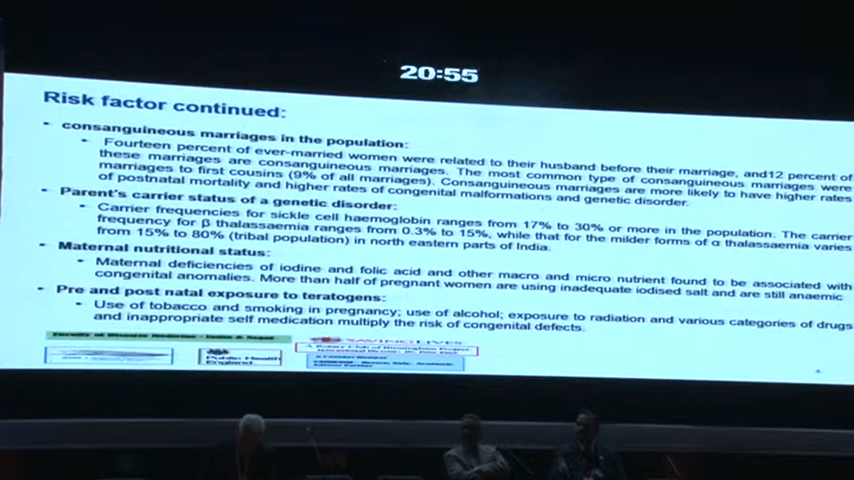 20:55
Risk factor continued:
- consanguineous marriages in the population:
- Fourteen percent of ever-married women were related to their husband before their marriage, and12 percent of
these marriages are consanguineous marriages. The most common type of consanguineous marriages were
marriages to first cousins (9% of all marriages). Consanguineous marriages are more likely to have higher rates
of postnatal mortality and higher rates of congenital malformations and genetic disorder.
- Parent's carrier status of a genetic disorder:
- Carrier frequencies for sickle cell haemoglobin ranges from 17% to 30% or more in the population. The carrier
frequency for β thalassaemia ranges from 0.3% to 15%, while that for the milder forms of α thalassaemia varies
from 15% to 80% (tribal population) in north eastern parts of India.
- Maternal nutritional status:
- Maternal deficiencies of iodine and folic acid and other macro and micro nutrient found to be associated with
congenital anomalies. More than half of pregnant women are using inadequate iodised salt and are still anaemic
- Pre and post natal exposure to teratogens:
- Use of tobacco and smoking in pregnancy; use of alcohol; exposure to radiation and various categories of drugs
and inappropriate self medication multiply the risk of congenital defects.
SAVING LIVES
Public Health
England